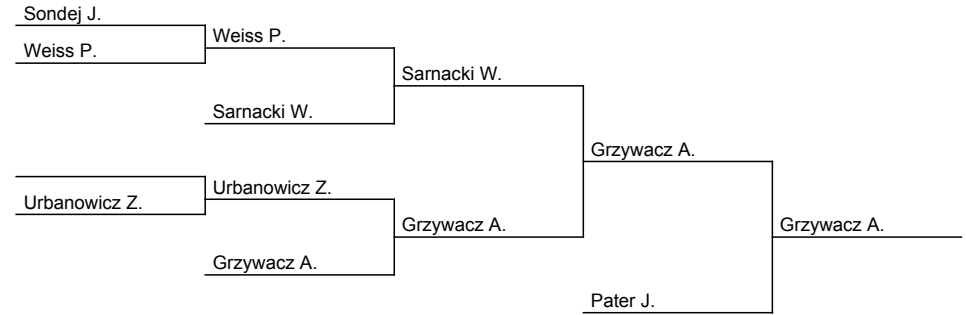 Sondej J.
Weiss P.
Weiss P.
Sarnacki W.
Sarnacki W.
Grzywacz A.
Urbanowicz Z.
Urbanowicz Z.
Grzywacz A.
Grzywacz A.
Grzywacz A.
Pater J.